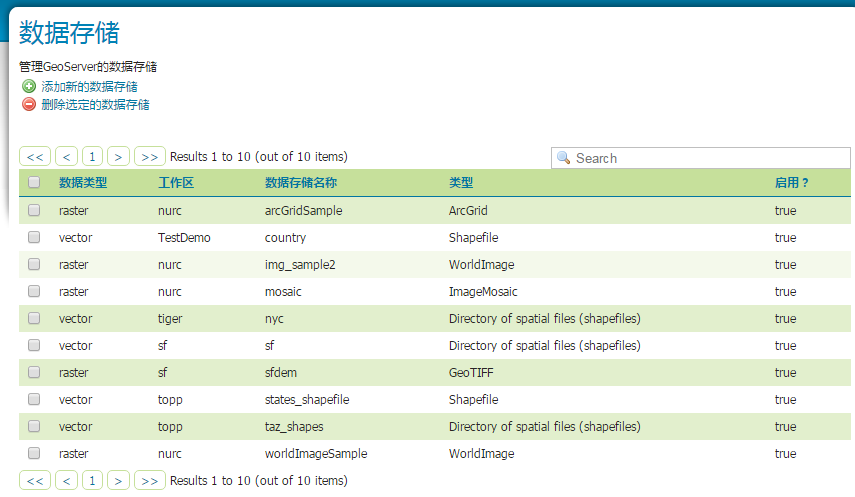 数据存储
管理GeoServer的数据存储
添加新的数据存储
删除选定的数据存储
<< < 1 > >> Results 1 to 10 (out of 10 items) Search
数据类型 工作区 数据存储名称 类型 启用？
raster nurc arcGridSample ArcGrid true
vector TestDemo country Shapefile true
raster nurc img_sample2 WorldImage true
raster nurc mosaic ImageMosaic true
vector tiger nyc Directory of spatial files (shapefiles) true
vector sf sf Directory of spatial files (shapefiles) true
raster sf sfdem GeoTIFF true
vector topp states_shapefile Shapefile true
vector topp taz_shapes Directory of spatial files (shapefiles) true
raster nurc worldImageSample WorldImage true
<< < 1 > >> Results 1 to 10 (out of 10 items)